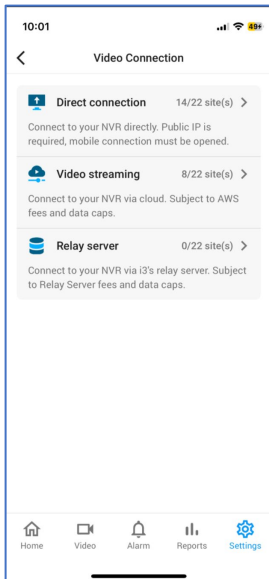 10:01
49
Video Connection
Direct connection 14/22 site(s)
Connect to your NVR directly. Public IP is
required, mobile connection must be opened.
Video streaming 8/22 site(s)
Connect to your NVR via cloud. Subject to AWS
fees and data caps.
Relay server 0/22 site(s)
Connect to your NVR via i3's relay server. Subject
to Relay Server fees and data caps.
Home Video Alarm Reports Settings